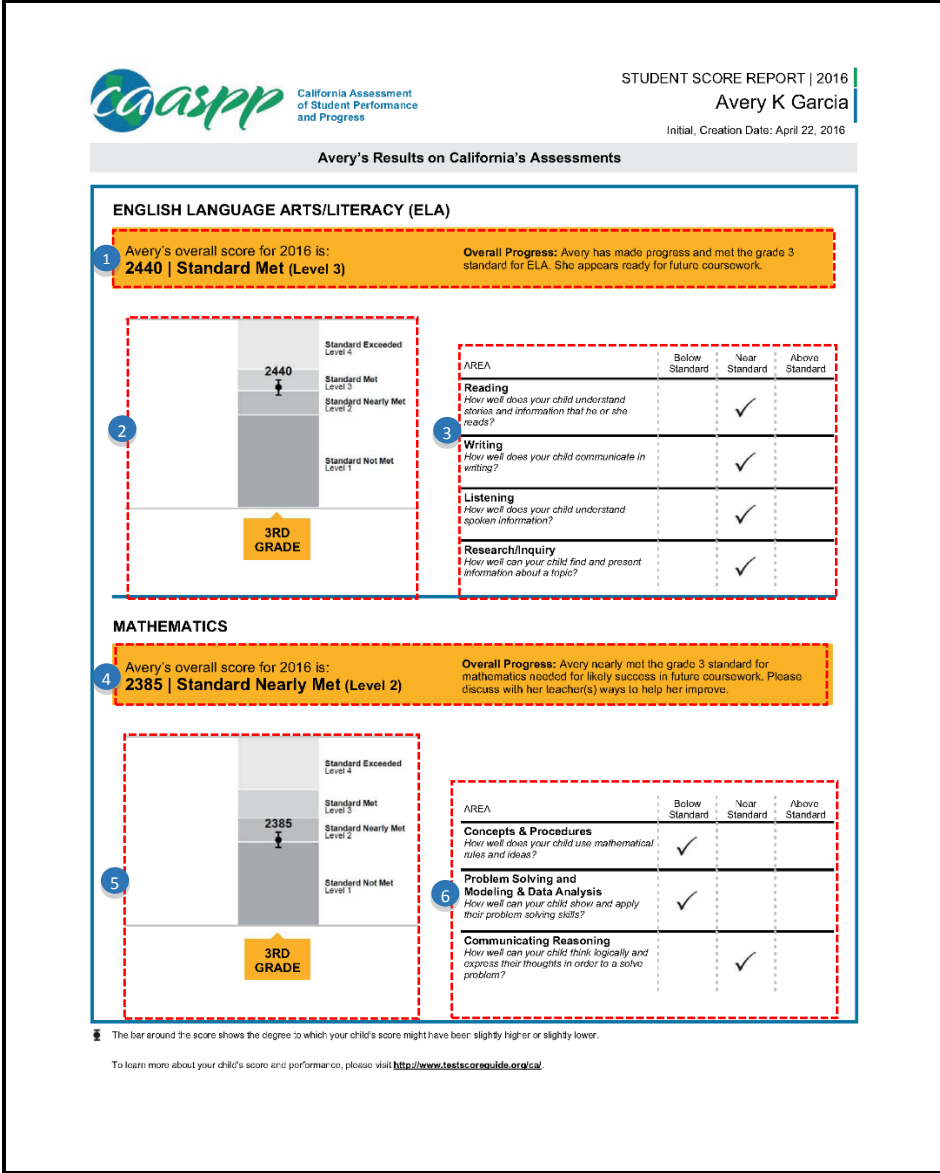 caaspp
California Assessment
of Student Performance
and Progress
STUDENT SCORE REPORT | 2016
Avery K Garcia
Initial, Creation Date: April 22, 2016
Avery's Results on California's Assessments
ENGLISH LANGUAGE ARTS/LITERACY (ELA)
1
Avery's overall score for 2016 is:
2440 | Standard Met (Level 3)
Overall Progress: Avery has made progress and met the grade 3
standard for ELA. She appears ready for future coursework.
2
Standard Exceeded
Level 4
2440
Standard Met
Level 3
Standard Nearly Met
Level 2
Standard Not Met
Level 1
3RD
GRADE
3
AREA
Below
Standard
Near
Standard
Above
Standard
Reading
How well does your child understand
stories and information that he or she
reads?
Writing
How well does your child communicate in
writing?
Listening
How well does your child understand
spoken information?
Research/Inquiry
How well can your child find and present
information about a topic?
MATHEMATICS
4
Avery's overall score for 2016 is:
2385 | Standard Nearly Met (Level 2)
Overall Progress: Avery nearly met the grade 3 standard for
mathematics needed for likely success in future coursework. Please
discuss with her teacher(s) ways to help her improve.
5
Standard Exceeded
Level 4
Standard Met
Level 3
2385
Standard Nearly Met
Level 2
Standard Not Met
Level 1
3RD
GRADE
6
AREA
Below
Standard
Near
Standard
Above
Standard
Concepts & Procedures
How well does your child use mathematical
rules and ideas?
Problem Solving and
Modeling & Data Analysis
How well can your child show and apply
their problem solving skills?
Communicating Reasoning
How well can your child think logically and
express their thoughts in order to a solve
problem?
The bar around the score shows the degree to which your child's score might have been slightly higher or slightly lower.
To learn more about your child's score and performance, please visit http://www.testscoreguide.org/ca/.